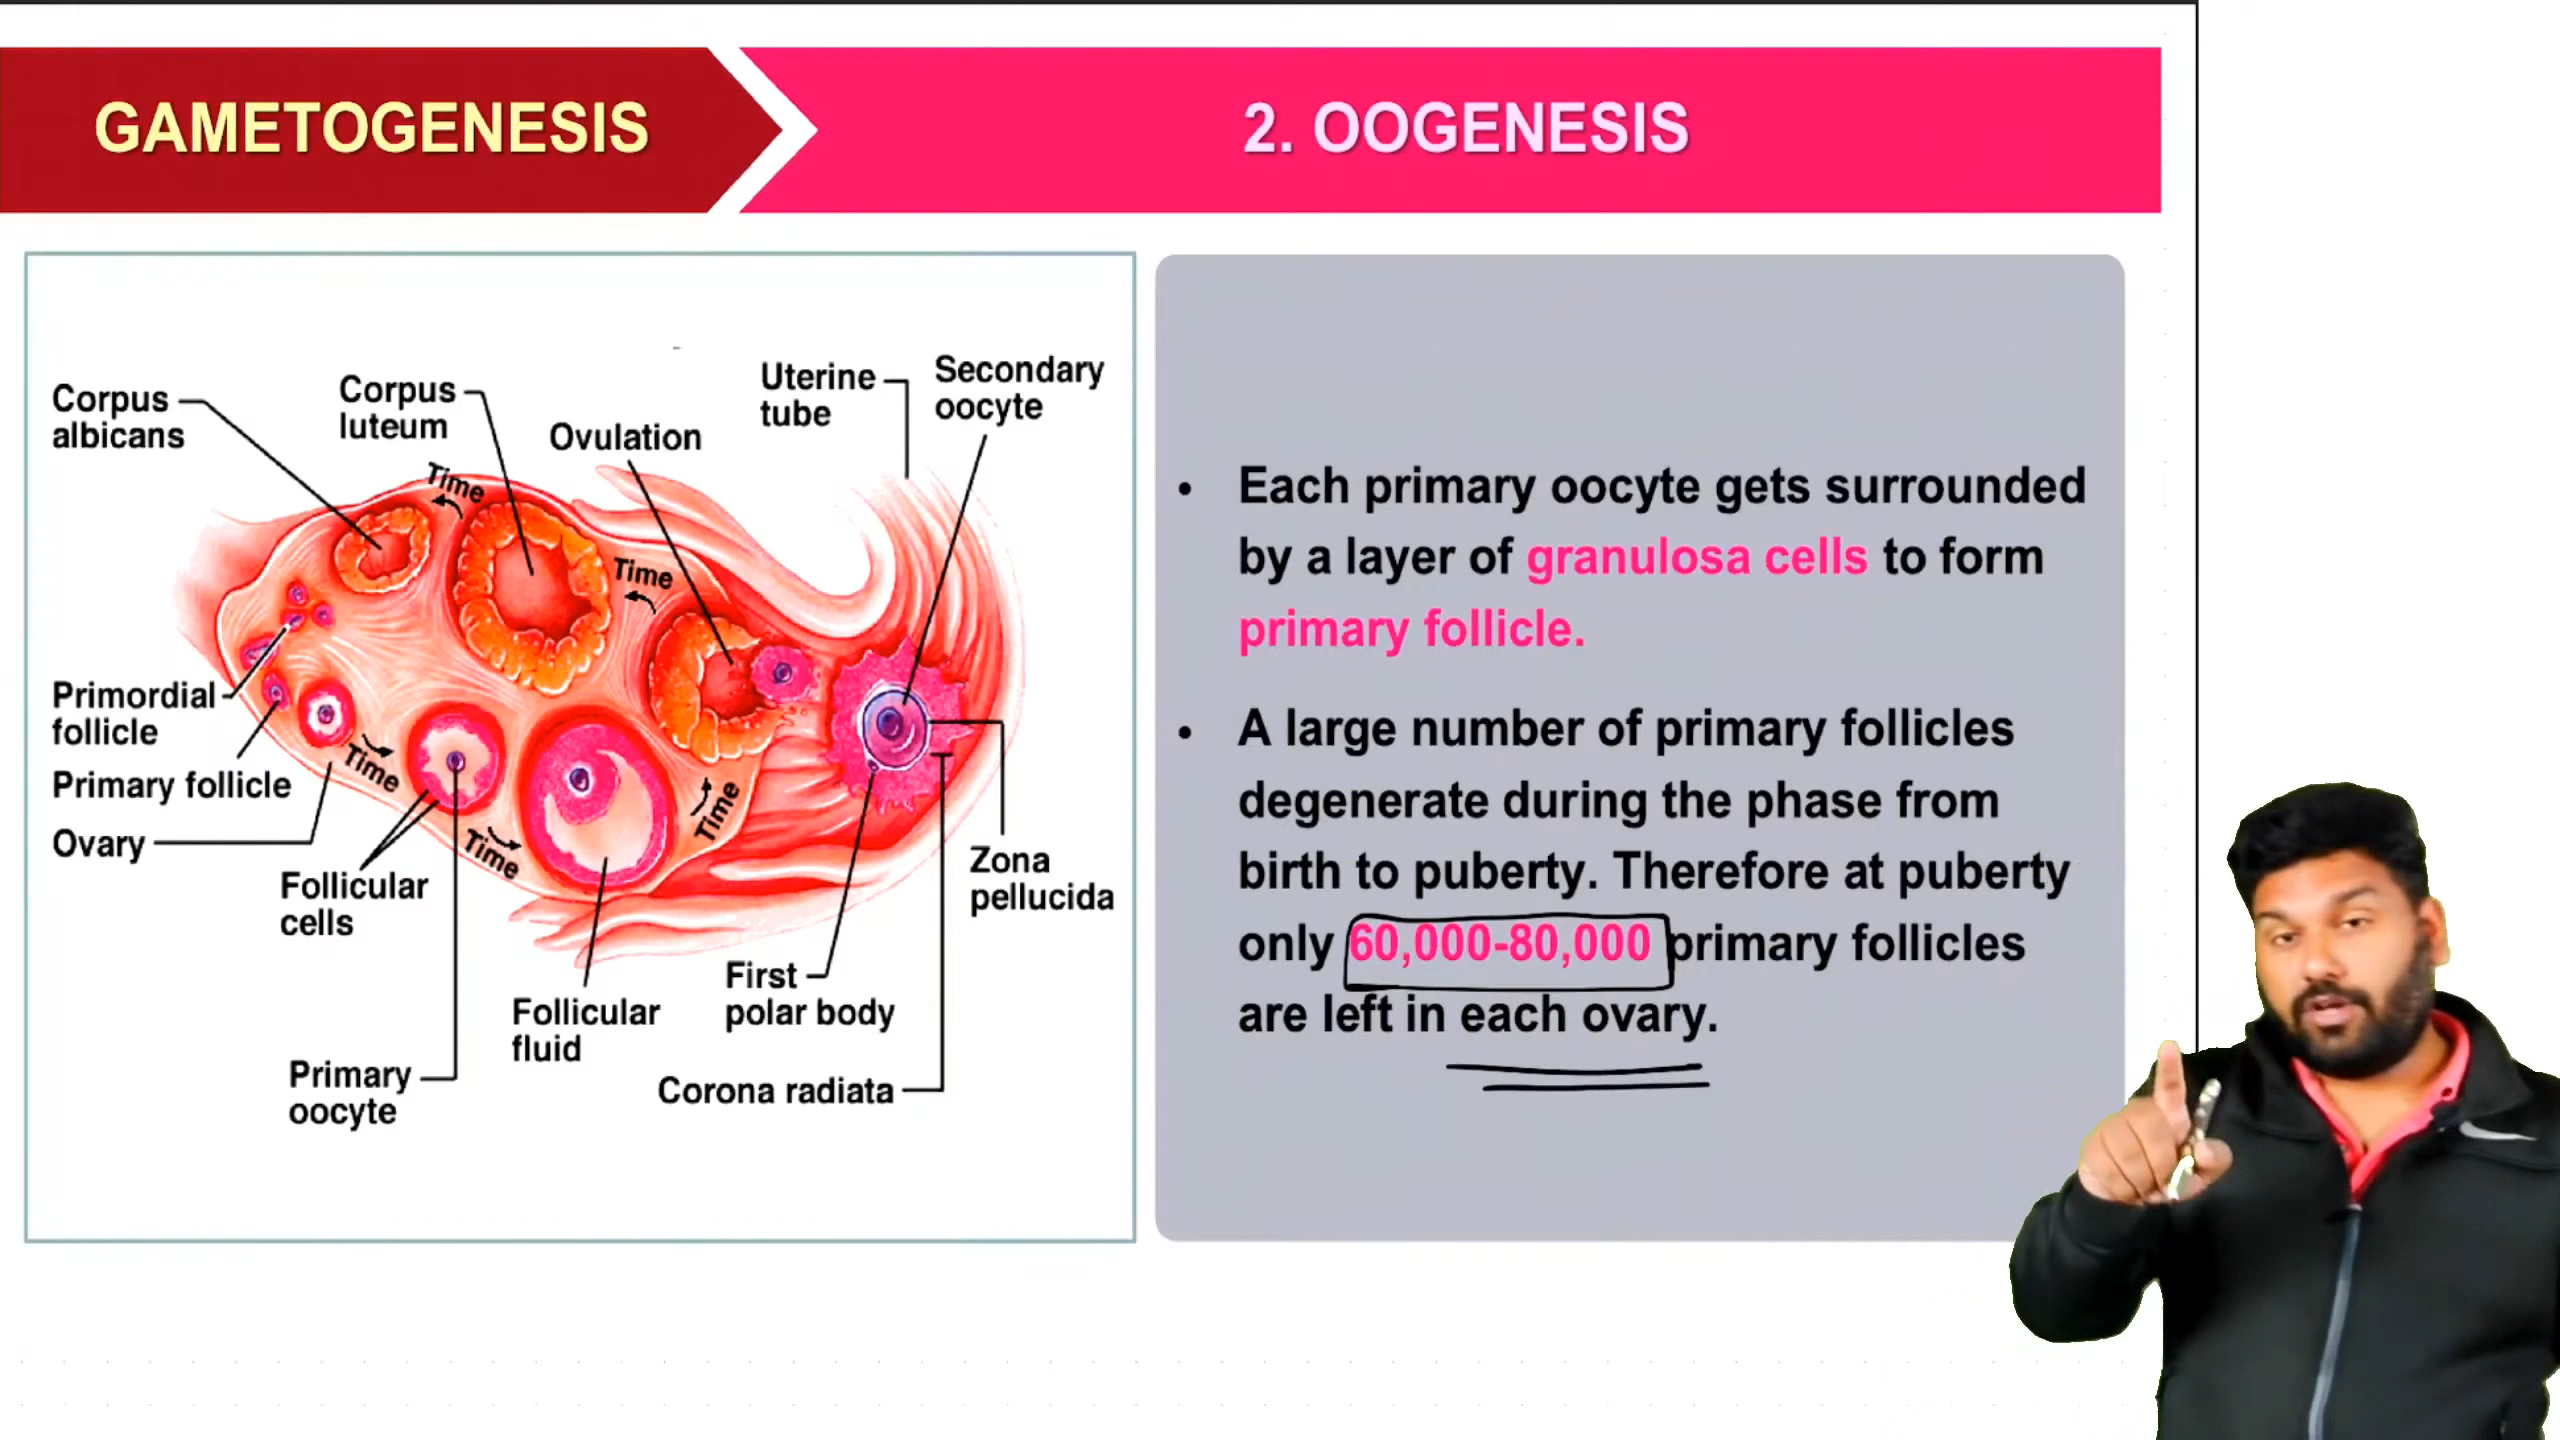 GAMETOGENESIS
2. OOGENESIS
Corpus
albicans
Corpus
luteum
Ovulation
Uterine
tube
Secondary
oocyte
Time
Time
Primordial
follicle
Primary follicle
Ovary
Time
Time
Time
Follicular
cells
Zona
pellucida
First
polar body
Follicular
fluid
Primary
oocyte
Corona radiata
• Each primary oocyte gets surrounded
by a layer of granulosa cells to form
primary follicle.
• A large number of primary follicles
degenerate during the phase from
birth to puberty. Therefore at puberty
only 60,000-80,000 primary follicles
are left in each ovary.